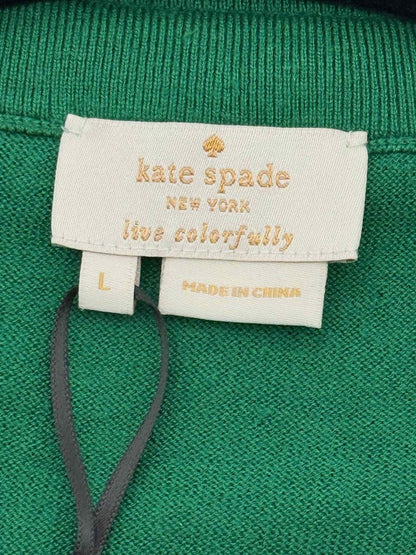 kate spade
NEW YORK
live colorfully
L
MADE IN CHINA